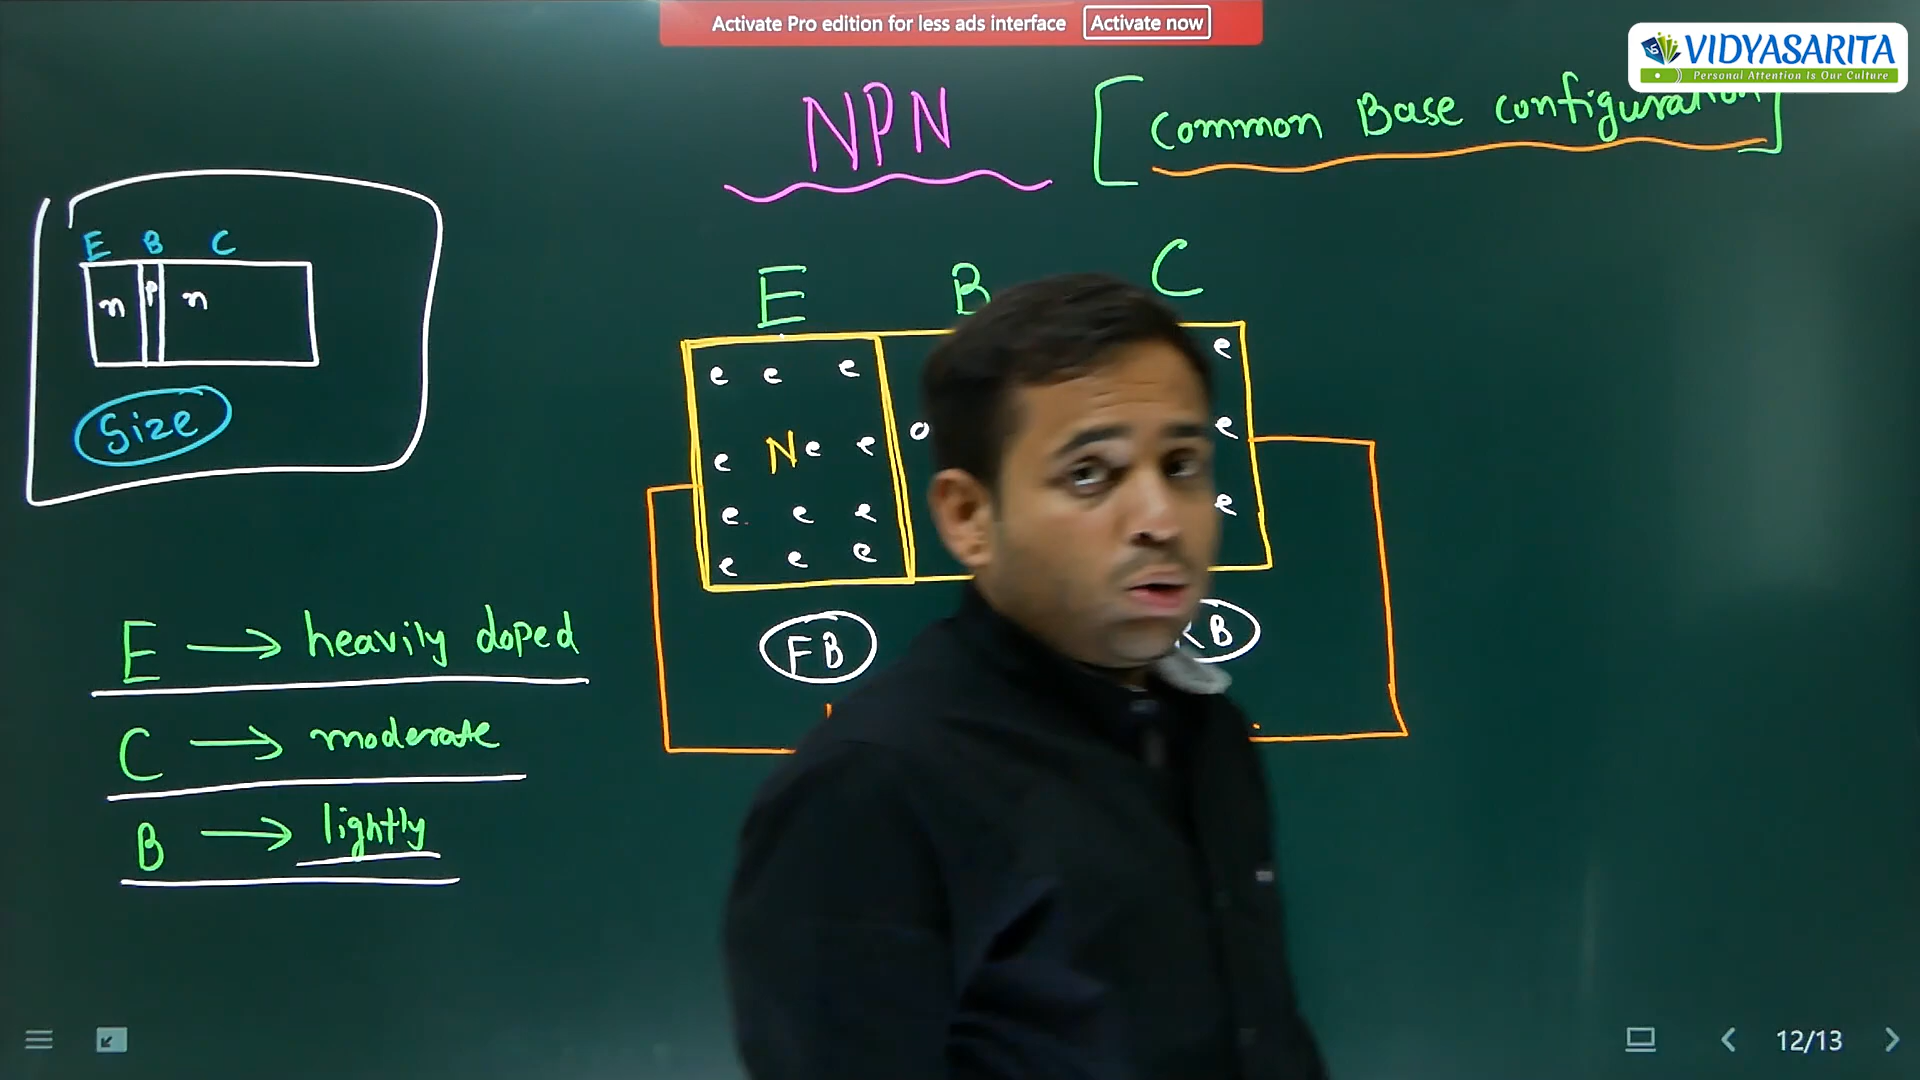 Activate Pro edition for less ads interface Activate now
VIDYASARITA
Personal Attention Is Our Culture
NPN [Common Base configuration]
E B C
n p n
Size
E B C
e e e e
o e
e N e e e
e e e e
e e e
FB RB
E → heavily doped
C → moderate
B → lightly
12/13